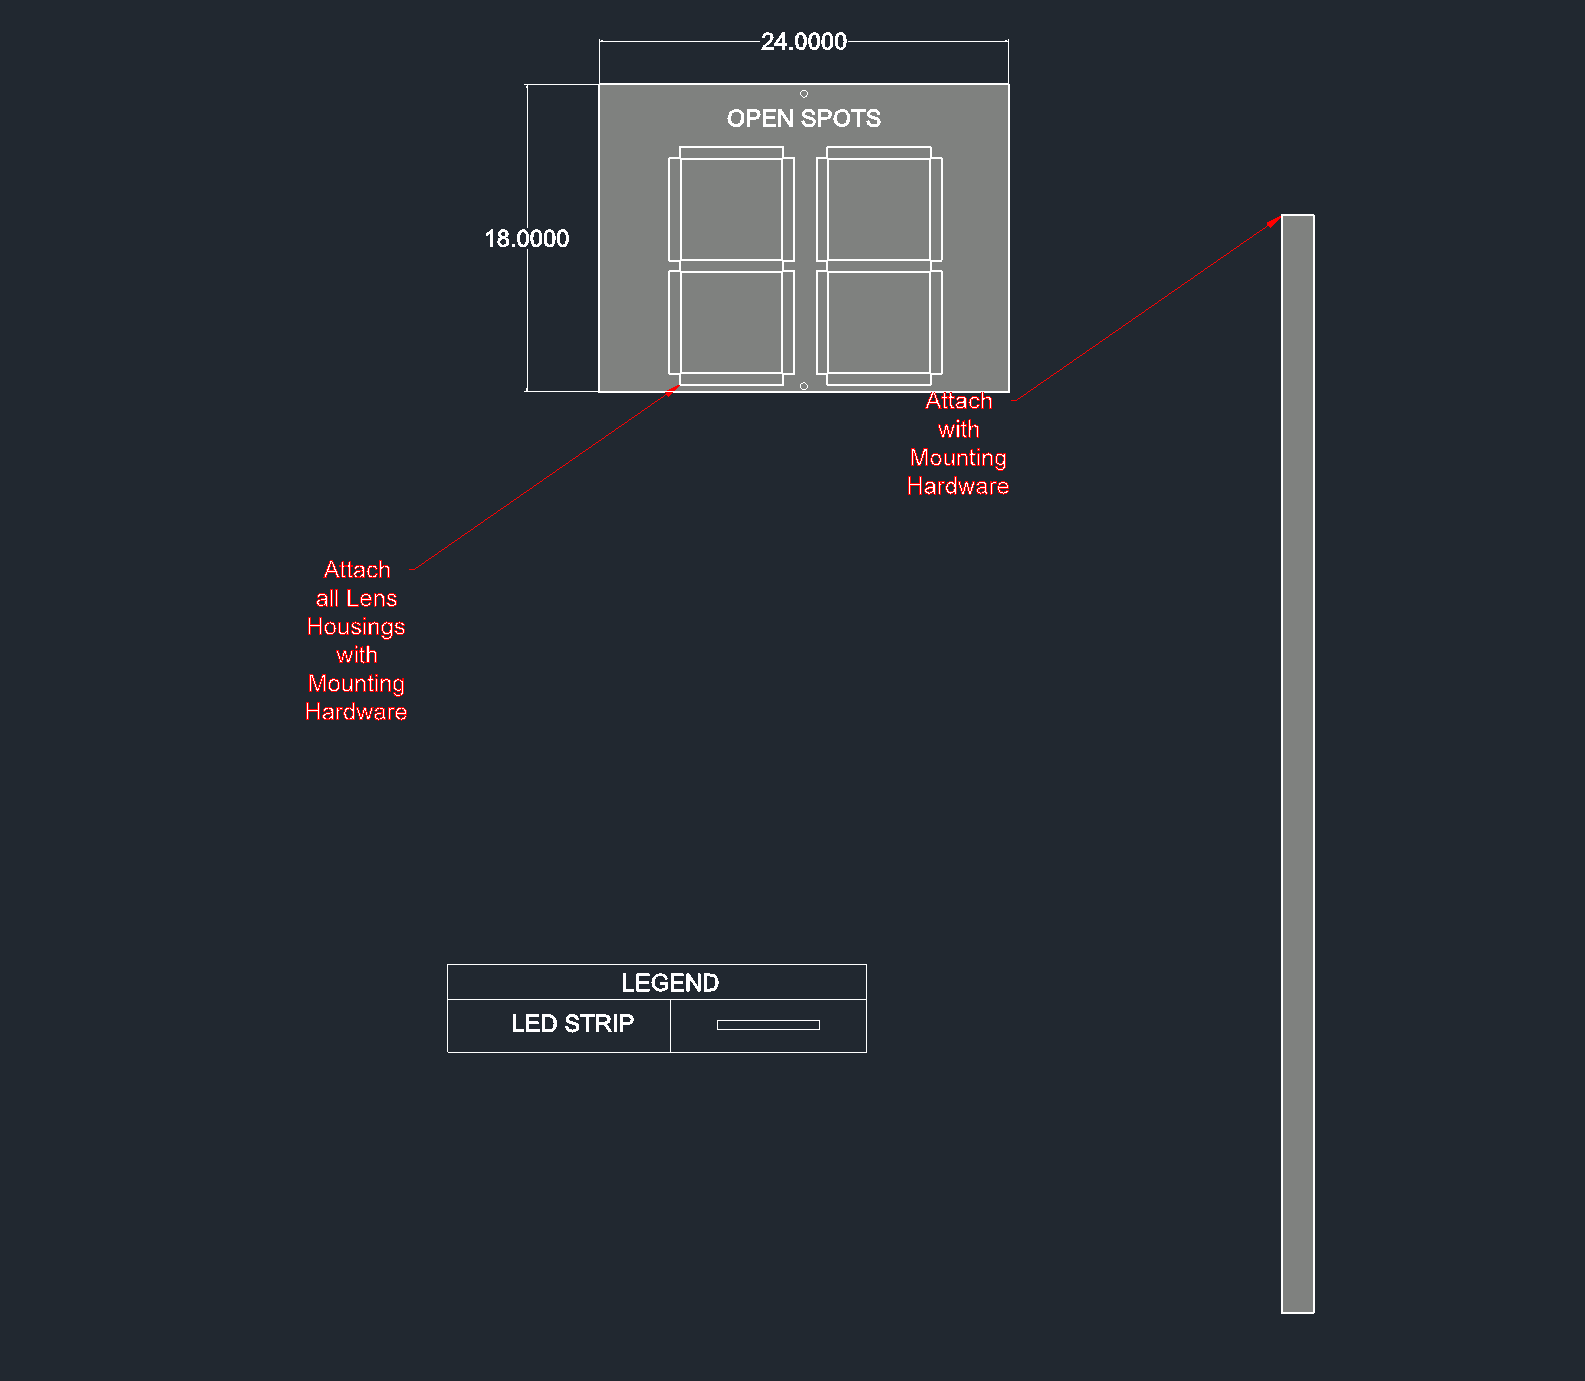 24.0000
OPEN SPOTS
18.0000
Attach
with
Mounting
Hardware
Attach
all Lens
Housings
with
Mounting
Hardware
LEGEND
LED STRIP